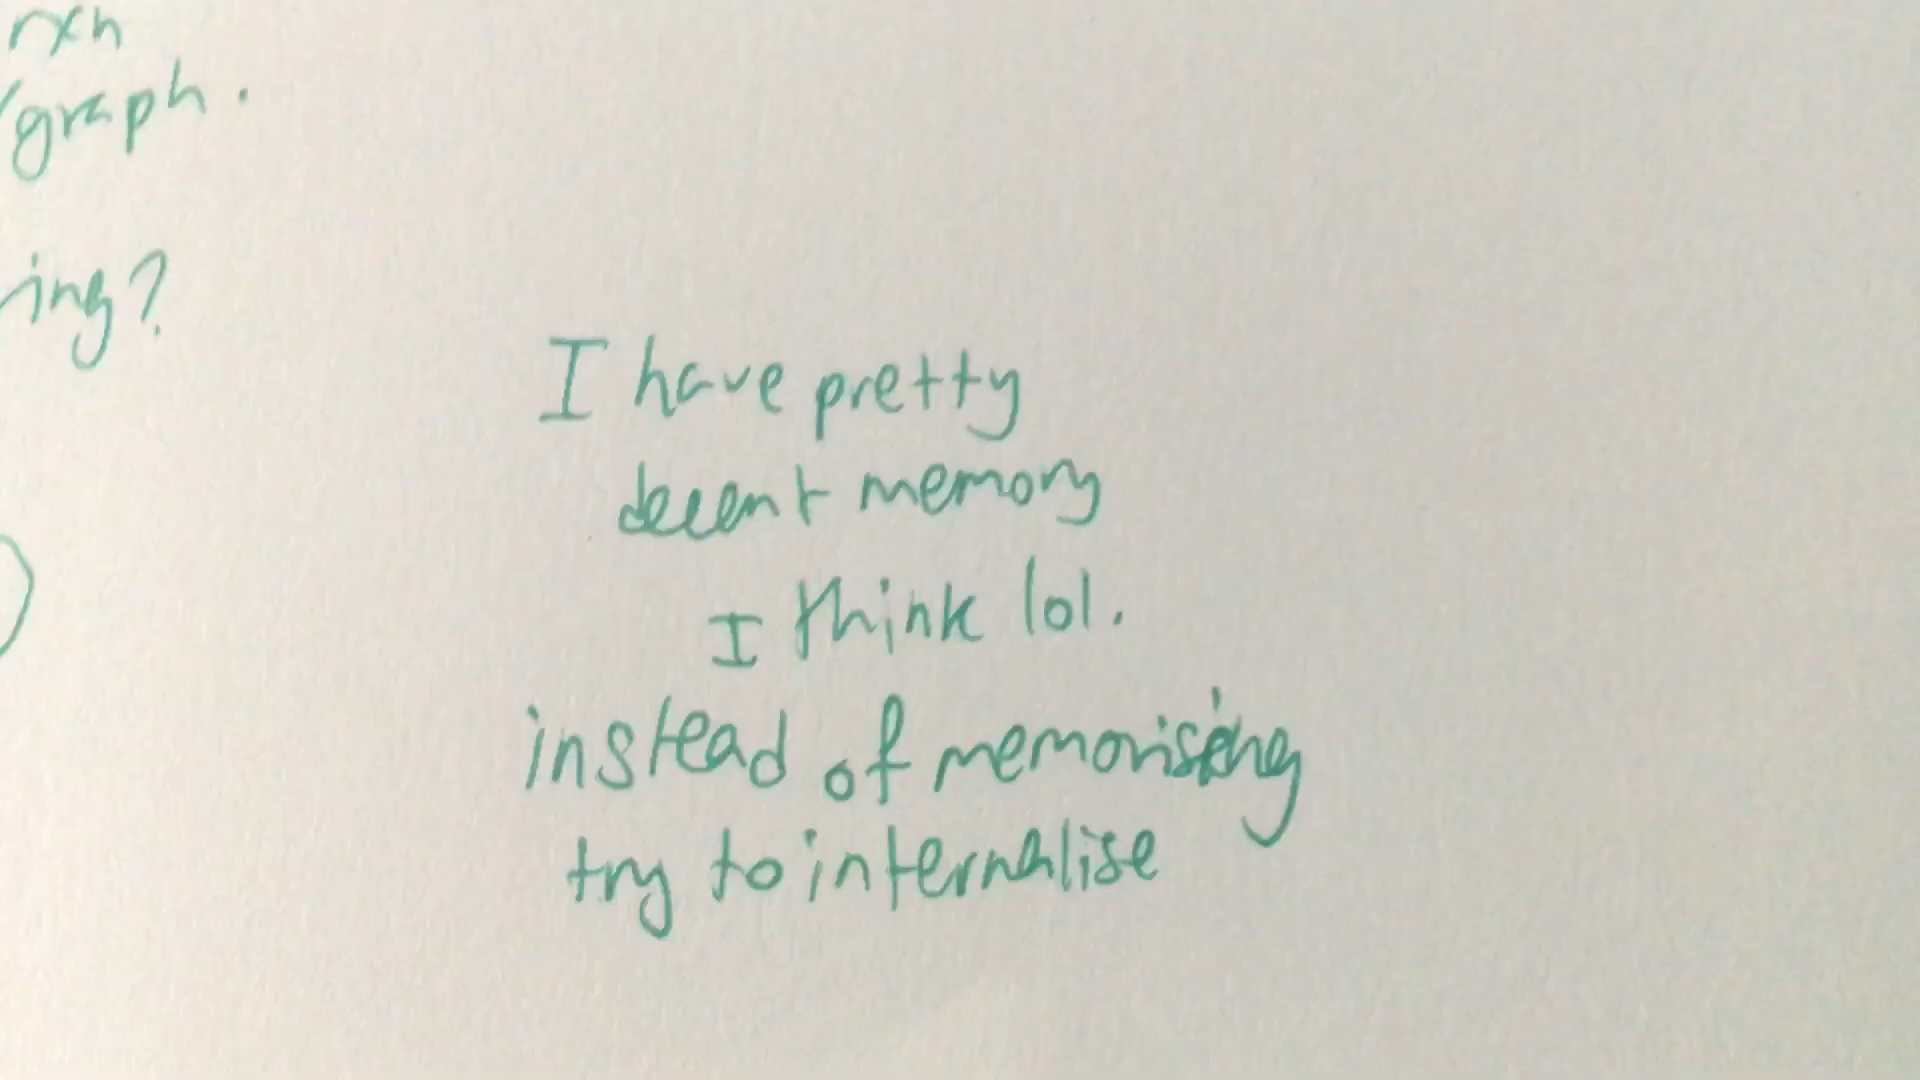 rxn
/graph.
ing?
I have pretty
decent memory
I think lol.
instead of memorising
try to internalise